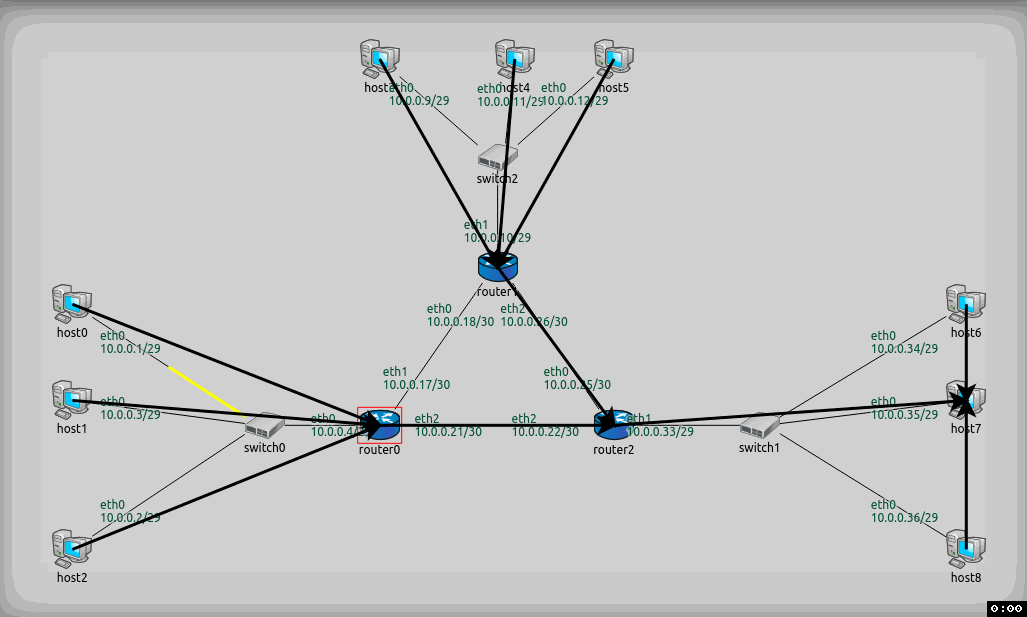 host4
host5
eth0
10.0.0.9/29
eth0
10.0.0.11/29
eth0
10.0.0.12/29
switch2
eth1
10.0.0.10/29
router1
eth0
10.0.0.18/30
eth2
10.0.0.26/30
host0
eth0
10.0.0.1/29
host6
eth0
10.0.0.34/29
eth1
10.0.0.17/30
eth0
10.0.0.25/30
host1
eth0
10.0.0.3/29
switch0
eth0
router0
eth2
10.0.0.21/30
eth2
10.0.0.22/30
router2
eth1
10.0.0.33/29
switch1
eth0
10.0.0.35/29
host7
eth0
10.0.0.2/29
host2
eth0
10.0.0.36/29
host8
0:00